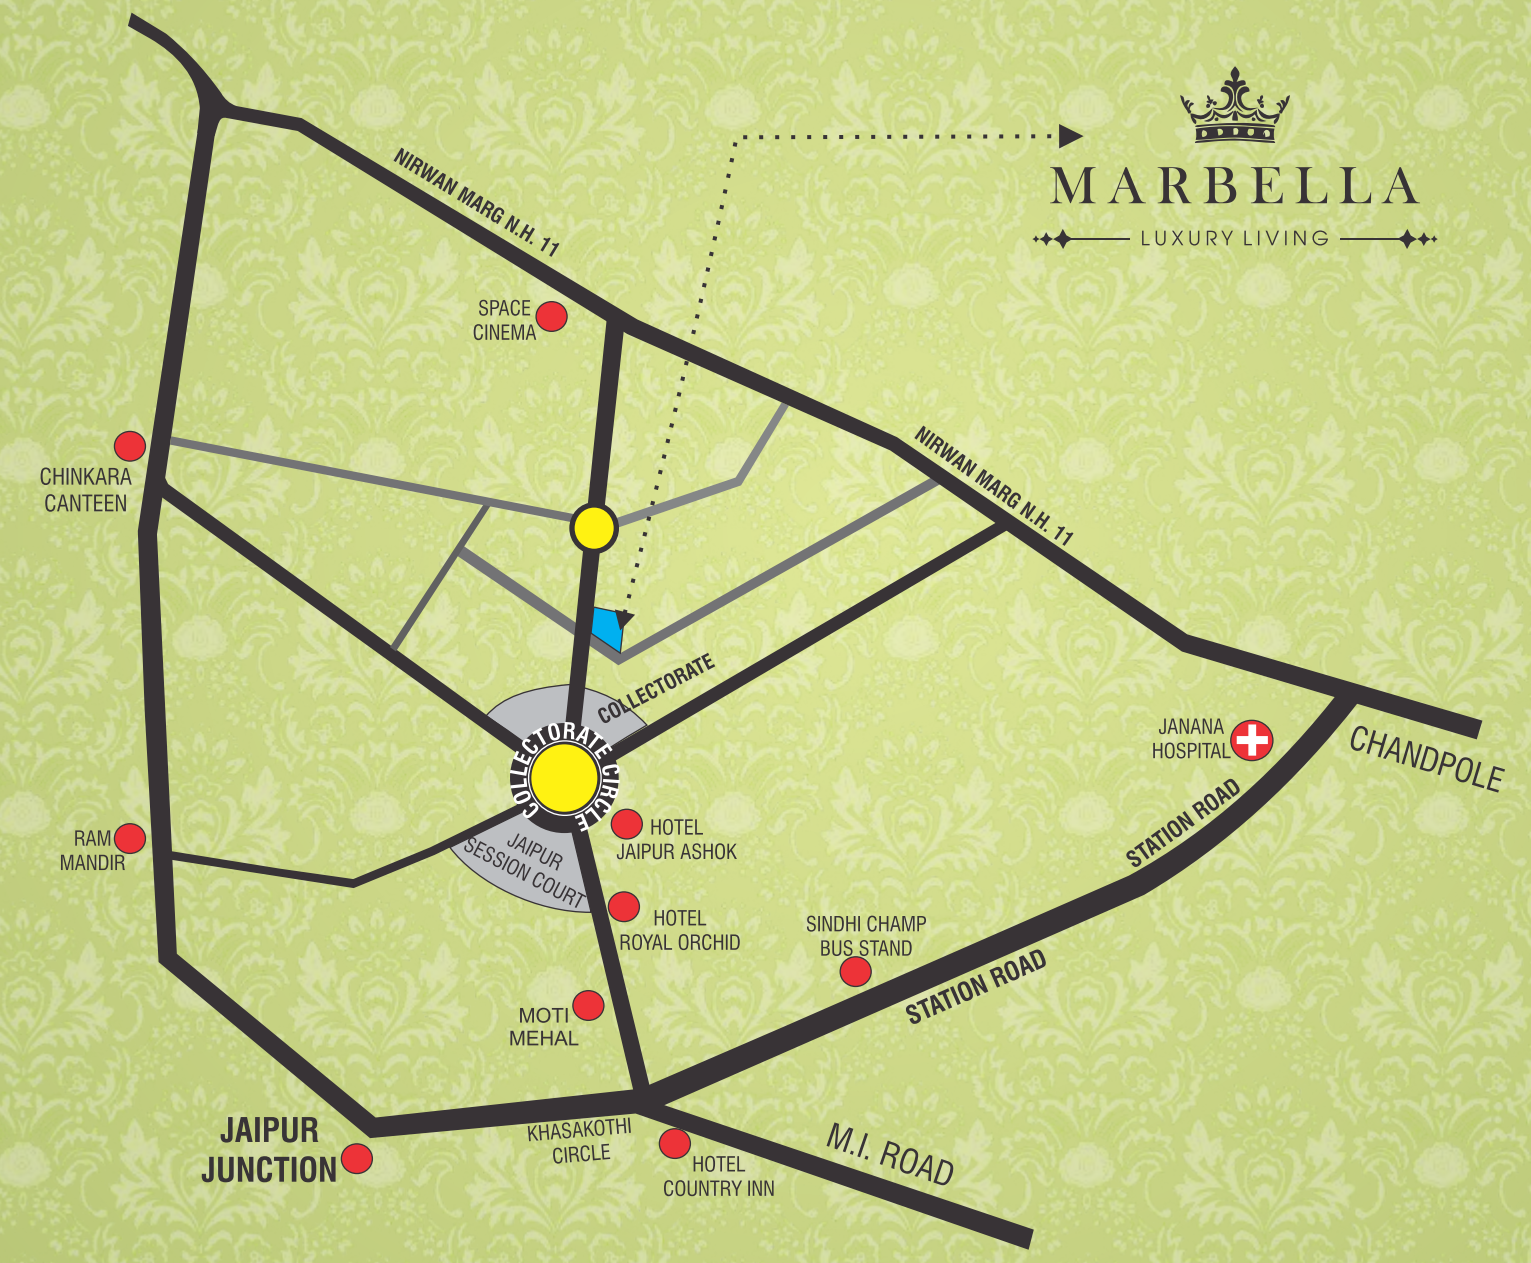 MARBELLA
LUXURY LIVING
NIRWAN MARG N.H. 11
SPACE
CINEMA
CHINKARA
CANTEEN
NIRWAN MARG N.H. 11
COLLECTORATE
COLLECTORATE CIRCLE
JANANA
HOSPITAL
CHANDPOLE
STATION ROAD
RAM
MANDIR
JAIPUR
SESSION COURT
HOTEL
JAIPUR ASHOK
HOTEL
ROYAL ORCHID
SINDHI CHAMP
BUS STAND
STATION ROAD
MOTI
MEHAL
JAIPUR
JUNCTION
KHASAKOTHI
CIRCLE
HOTEL
COUNTRY INN
M.I. ROAD